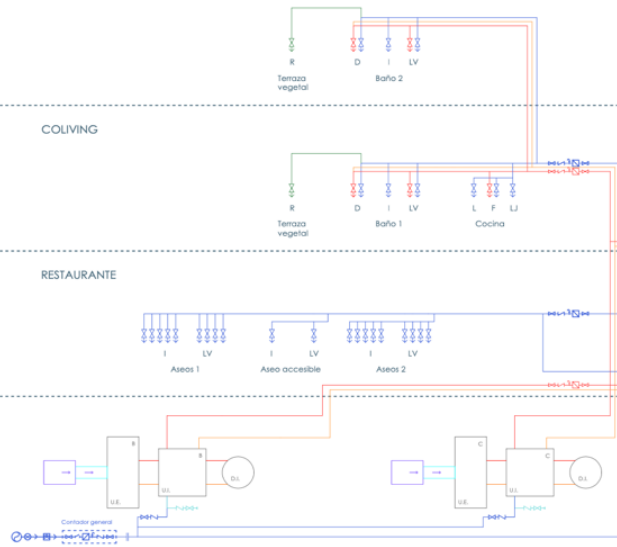 R
D
I
LV
Terraza
vegetal
Baño 2
COLIVING
R
D
I
LV
L
F
LJ
Terraza
vegetal
Baño 1
Cocina
RESTAURANTE
I
LV
I
LV
I
LV
Aseos 1
Aseo accesible
Aseos 2
R
R
C
C
D.I.
D.I.
U.E.
U.I.
U.E.
U.I.
Contador general